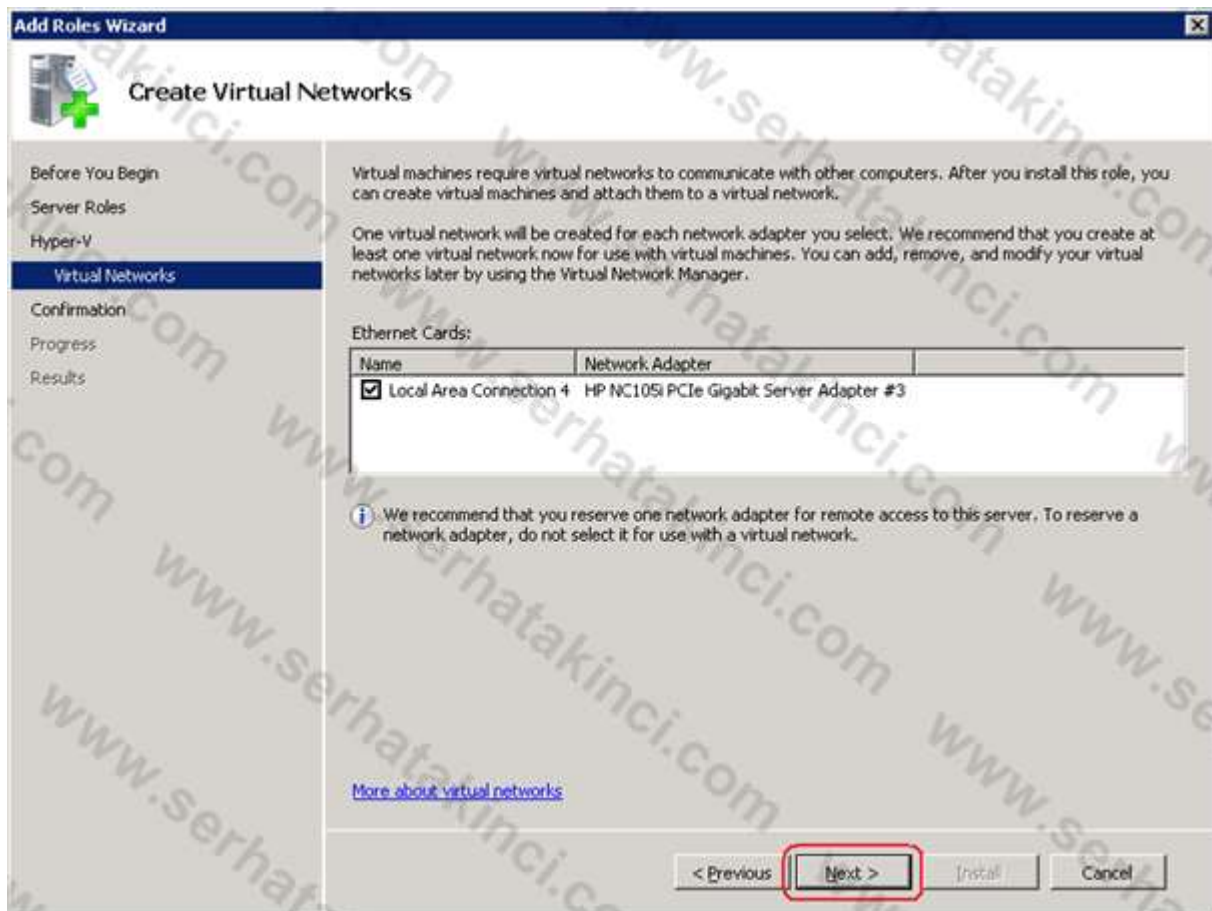 Add Roles Wizard
Create Virtual Networks
Before You Begin
Server Roles
Hyper-V
Virtual Networks
Confirmation
Progress
Results
Virtual machines require virtual networks to communicate with other computers. After you install this role, you
can create virtual machines and attach them to a virtual network.
One virtual network will be created for each network adapter you select. We recommend that you create at
least one virtual network now for use with virtual machines. You can add, remove, and modify your virtual
networks later by using the Virtual Network Manager.
Ethernet Cards:
Name Network Adapter
Local Area Connection 4 HP NC105i PCIe Gigabit Server Adapter #3
We recommend that you reserve one network adapter for remote access to this server. To reserve a
network adapter, do not select it for use with a virtual network.
More about virtual networks
< Previous Next > Install Cancel
www.serhatakinci.com